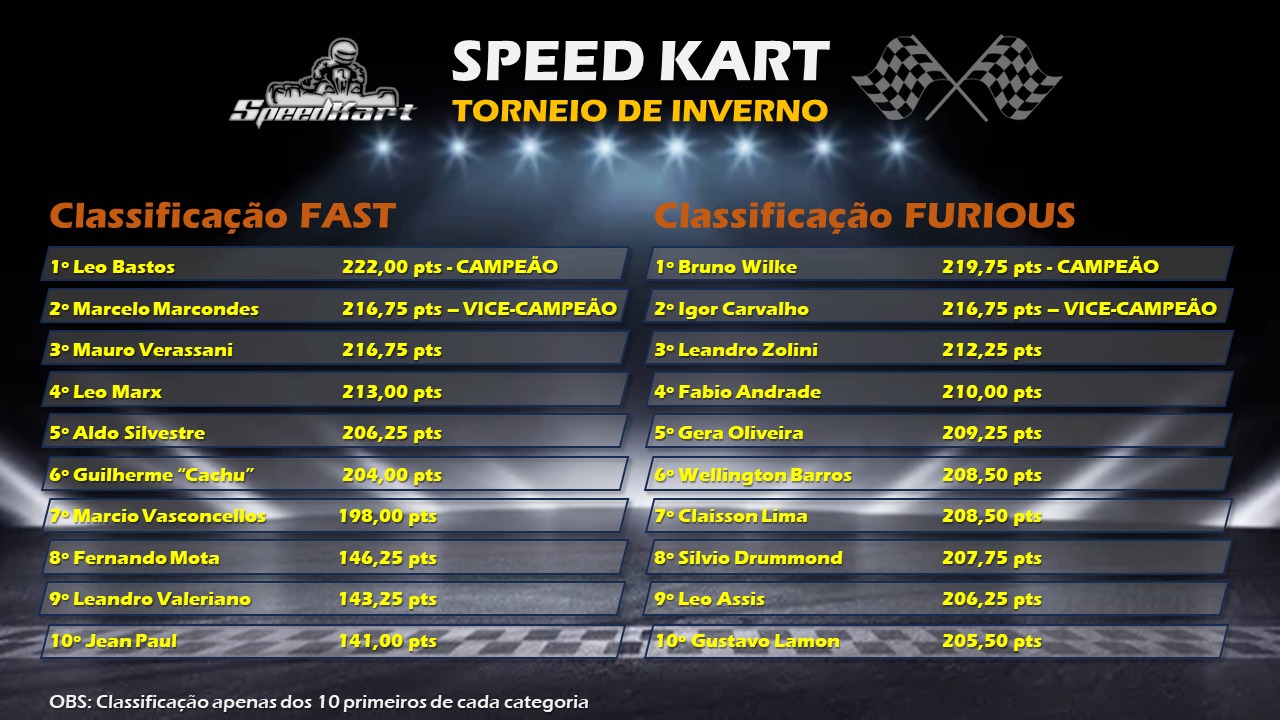 SpeedKart
SPEED KART
TORNEIO DE INVERNO
Classificação FAST
1º Leo Bastos 222,00 pts - CAMPEÃO
2º Marcelo Marcondes 216,75 pts – VICE-CAMPEÃO
3º Mauro Verassani 216,75 pts
4º Leo Marx 213,00 pts
5º Aldo Silvestre 206,25 pts
6º Guilherme “Cachu” 204,00 pts
7º Marcio Vasconcellos 198,00 pts
8º Fernando Mota 146,25 pts
9º Leandro Valeriano 143,25 pts
10º Jean Paul 141,00 pts
Classificação FURIOUS
1º Bruno Wilke 219,75 pts - CAMPEÃO
2º Igor Carvalho 216,75 pts – VICE-CAMPEÃO
3º Leandro Zolini 212,25 pts
4º Fabio Andrade 210,00 pts
5º Gera Oliveira 209,25 pts
6º Wellington Barros 208,50 pts
7º Claisson Lima 208,50 pts
8º Silvio Drummond 207,75 pts
9º Leo Assis 206,25 pts
10º Gustavo Lamon 205,50 pts
OBS: Classificação apenas dos 10 primeiros de cada categoria